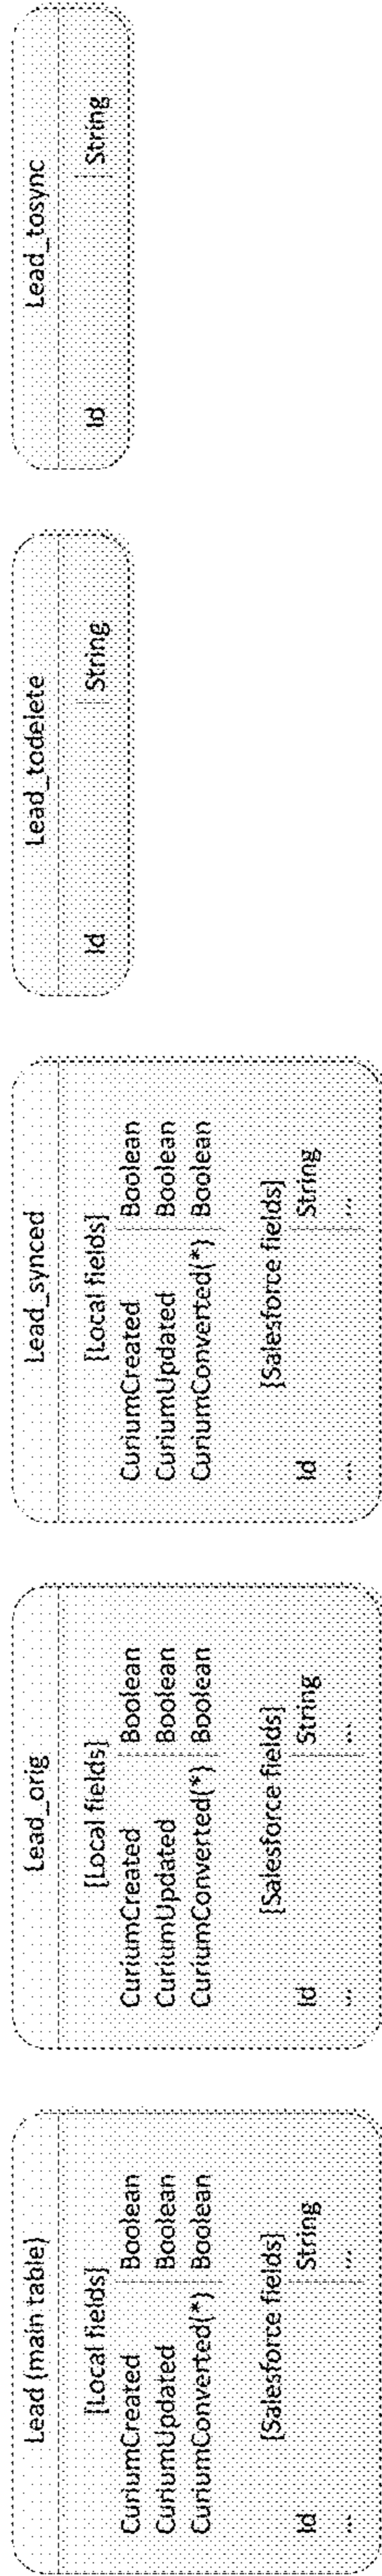 Lead (main table)
[Local fields]
CuriumCreated Boolean
CuriumUpdated Boolean
CuriumConverted(*) Boolean
[Salesforce fields]
Id String
... ...
Lead_orig
[Local fields]
CuriumCreated Boolean
CuriumUpdated Boolean
CuriumConverted(*) Boolean
[Salesforce fields]
Id String
... ...
Lead_synced
[Local fields]
CuriumCreated Boolean
CuriumUpdated Boolean
CuriumConverted(*) Boolean
[Salesforce fields]
Id String
... ...
Lead_todelete
Id String
Lead_tosync
Id String